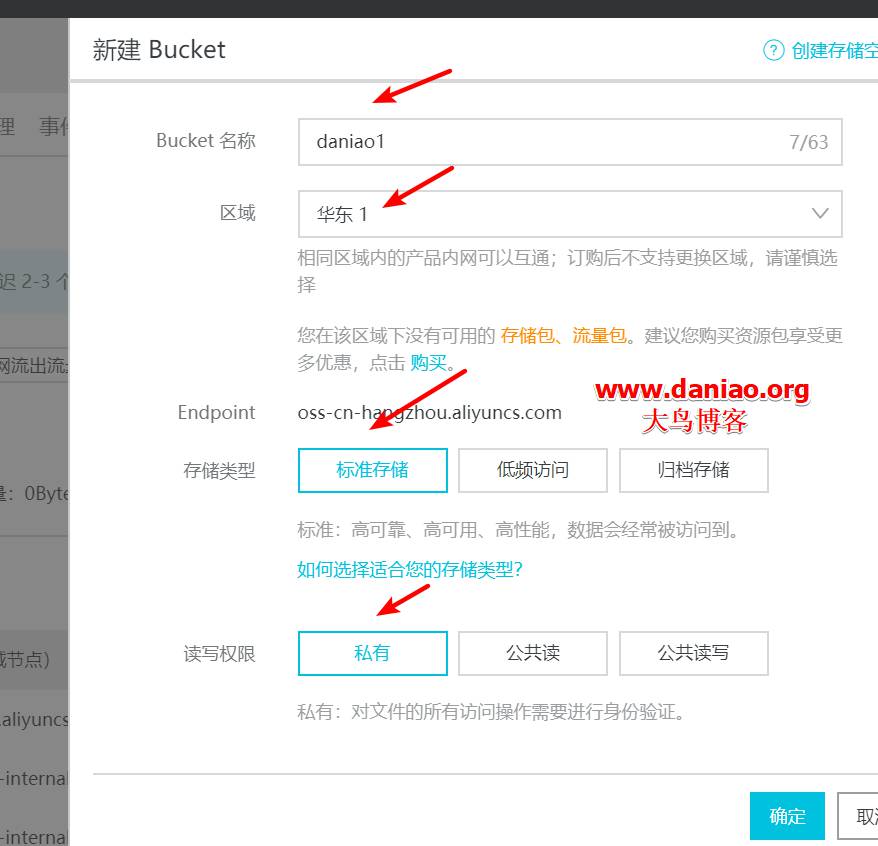 新建 Bucket
? 创建存储空
理 事件
Bucket 名称 daniao1 7/63
区域 华东 1
相同区域内的产品内网可以互通；订购后不支持更换区域，请谨慎选
择
迟 2-3 个
您在该区域下没有可用的 存储包、流量包。建议您购买资源包享受更
多优惠，点击 购买。
网流出流
www.daniao.org
大鸟博客
Endpoint oss-cn-hangzhou.aliyuncs.com
存储类型 标准存储 低频访问 归档存储
量：0Byte
标准：高可靠、高可用、高性能，数据会经常被访问到。
如何选择适合您的存储类型?
读写权限 私有 公共读 公共读写
域节点）
私有：对文件的所有访问操作需要进行身份验证。
.aliyuncs
-internal
确定 取消
-internal